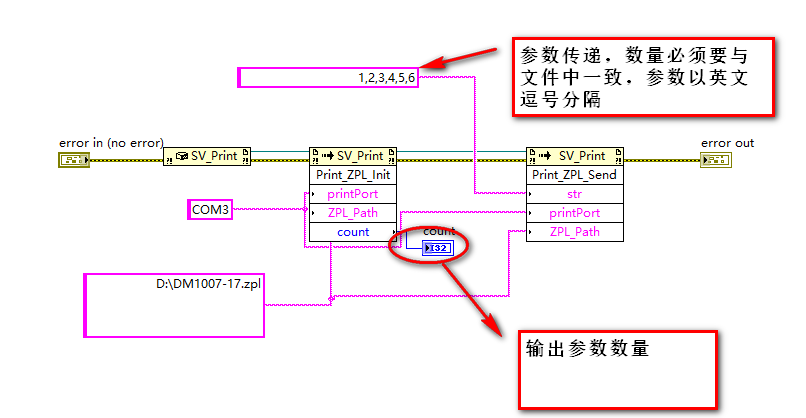 参数传递，数量必须要与
文件中一致，参数以英文
逗号分隔
1,2,3,4,5,6
error in (no error)
SV_Print
SV_Print
SV_Print
error out
Print_ZPL_Init
Print_ZPL_Send
printPort
str
COM3
ZPL_Path
printPort
count
count
ZPL_Path
I32
D:\DM1007-17.zpl
输出参数数量